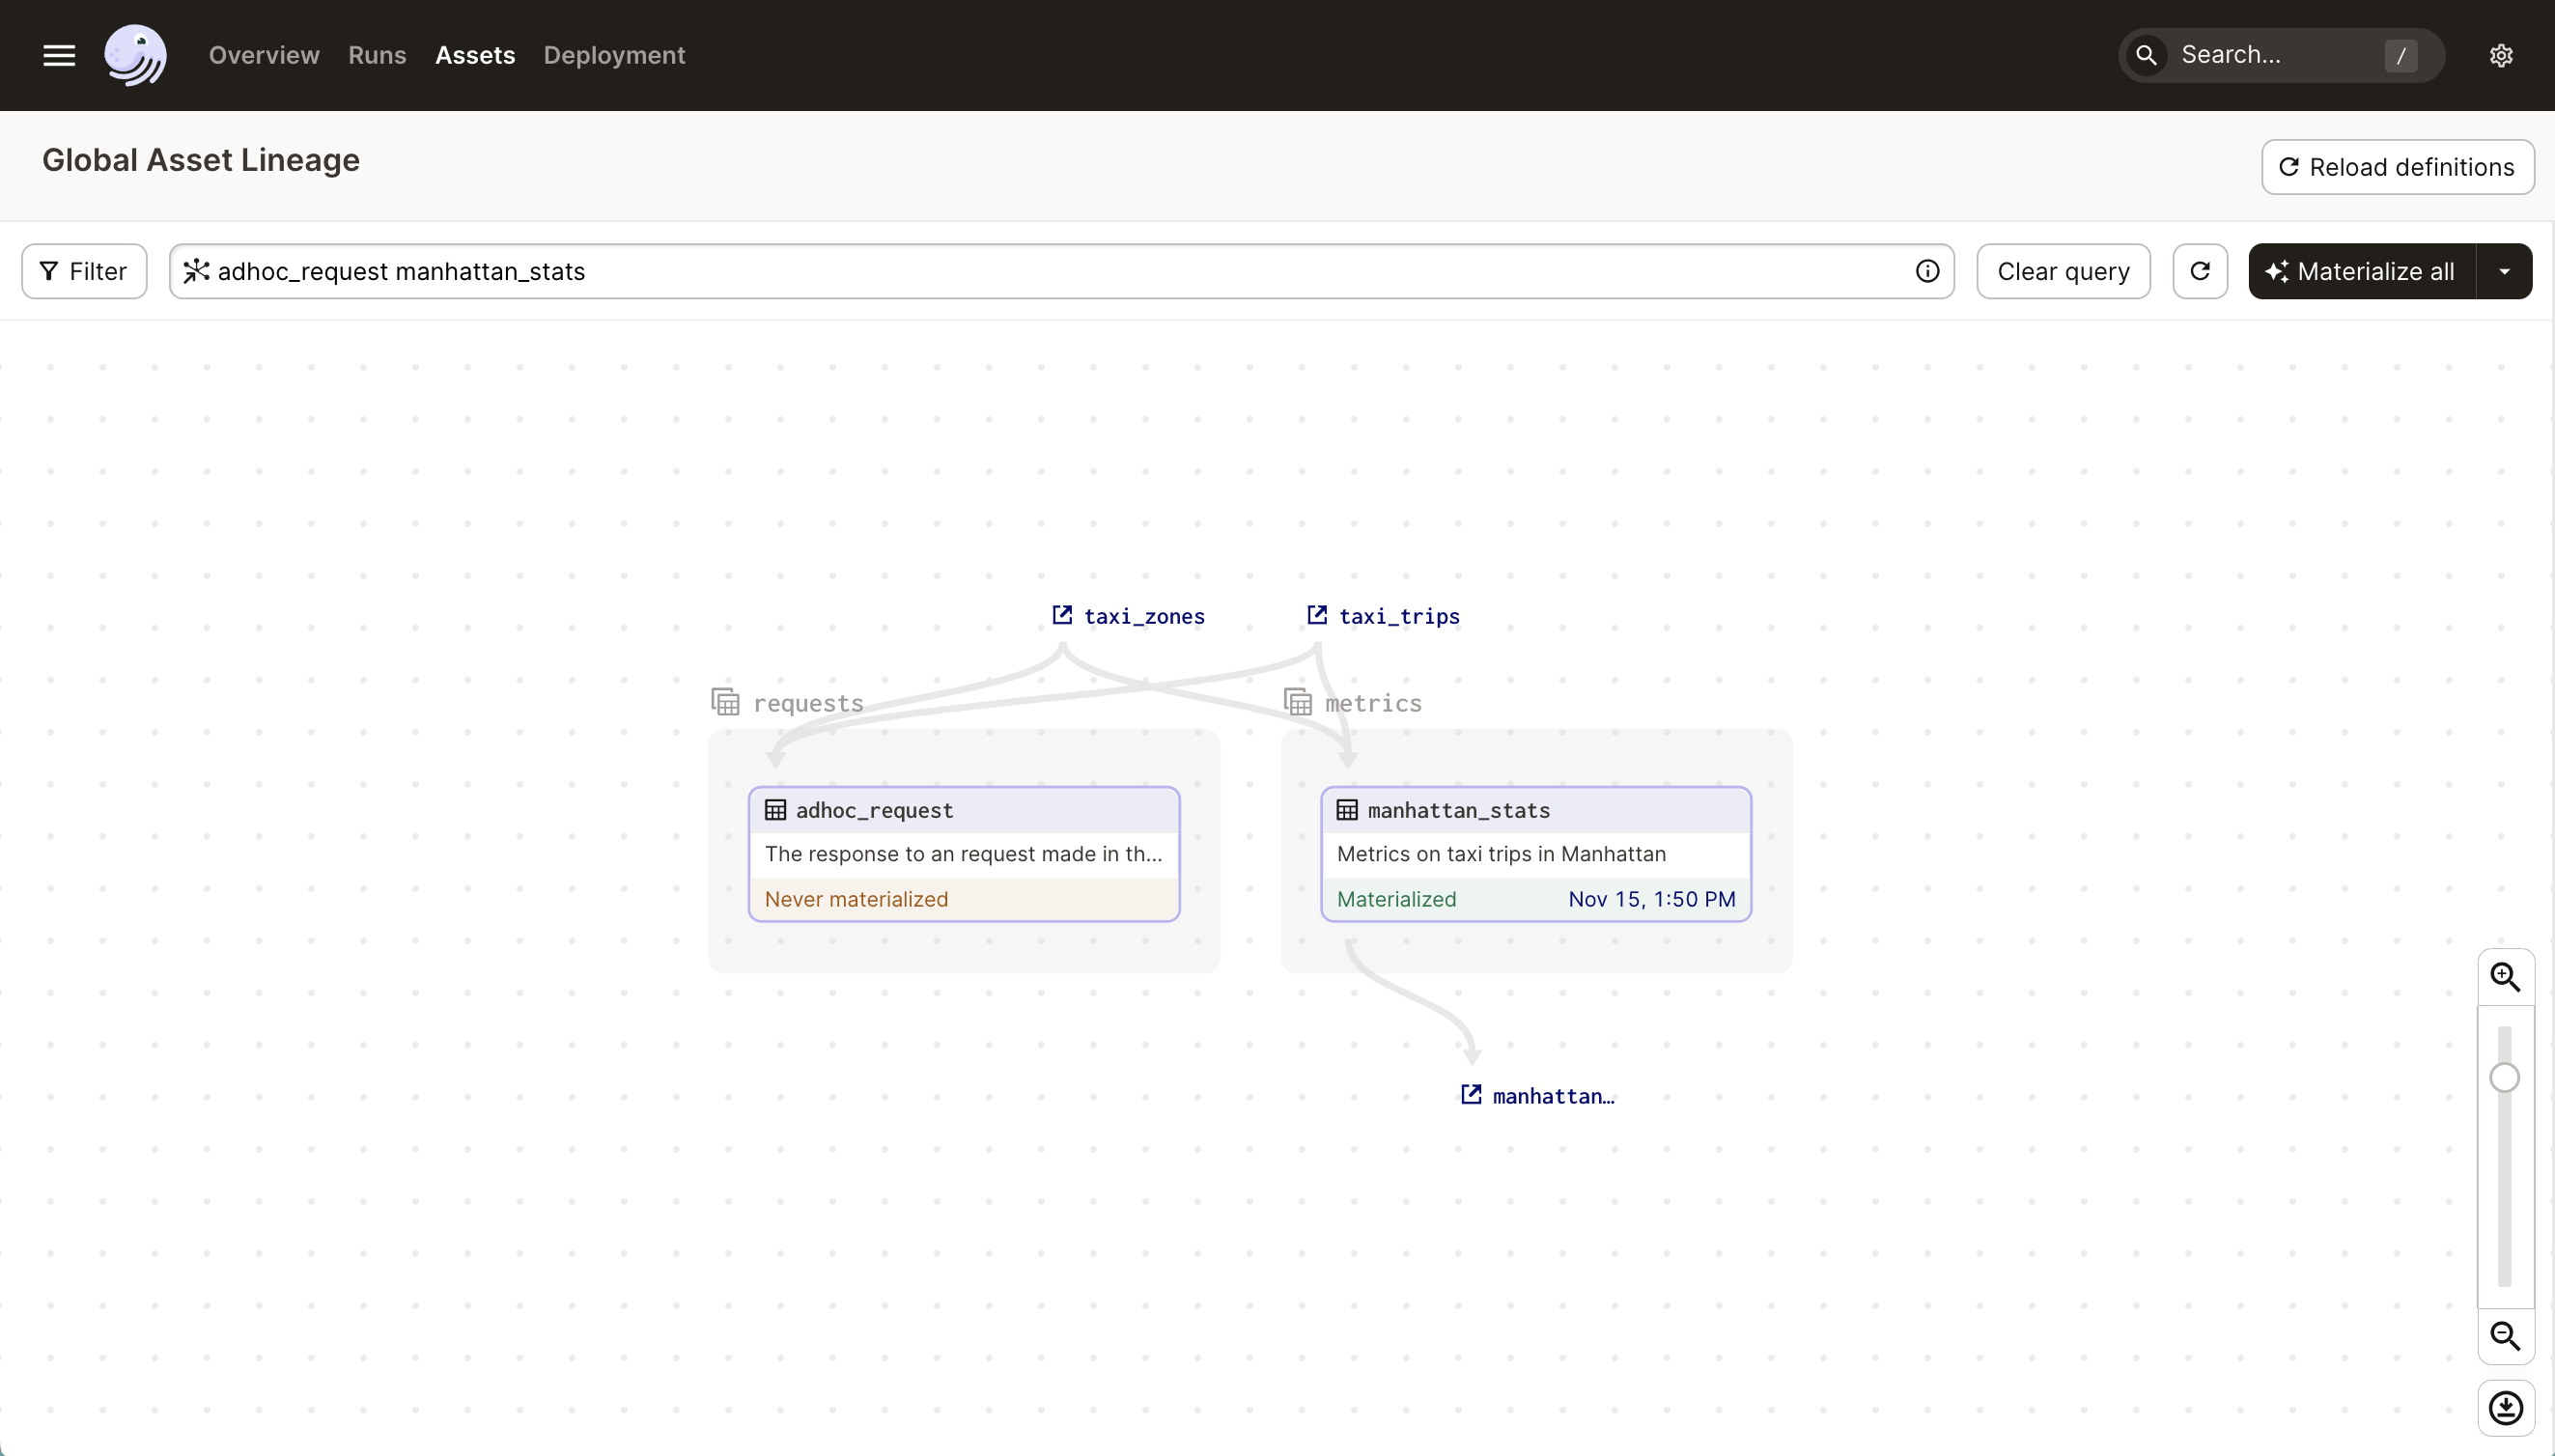 Overview Runs Assets Deployment Search... /
Global Asset Lineage
Reload definitions
Filter adhoc_request manhattan_stats Clear query Materialize all
taxi_zones taxi_trips
requests metrics
adhoc_request
The response to an request made in th...
Never materialized
manhattan_stats
Metrics on taxi trips in Manhattan
Materialized Nov 15, 1:50 PM
manhattan…